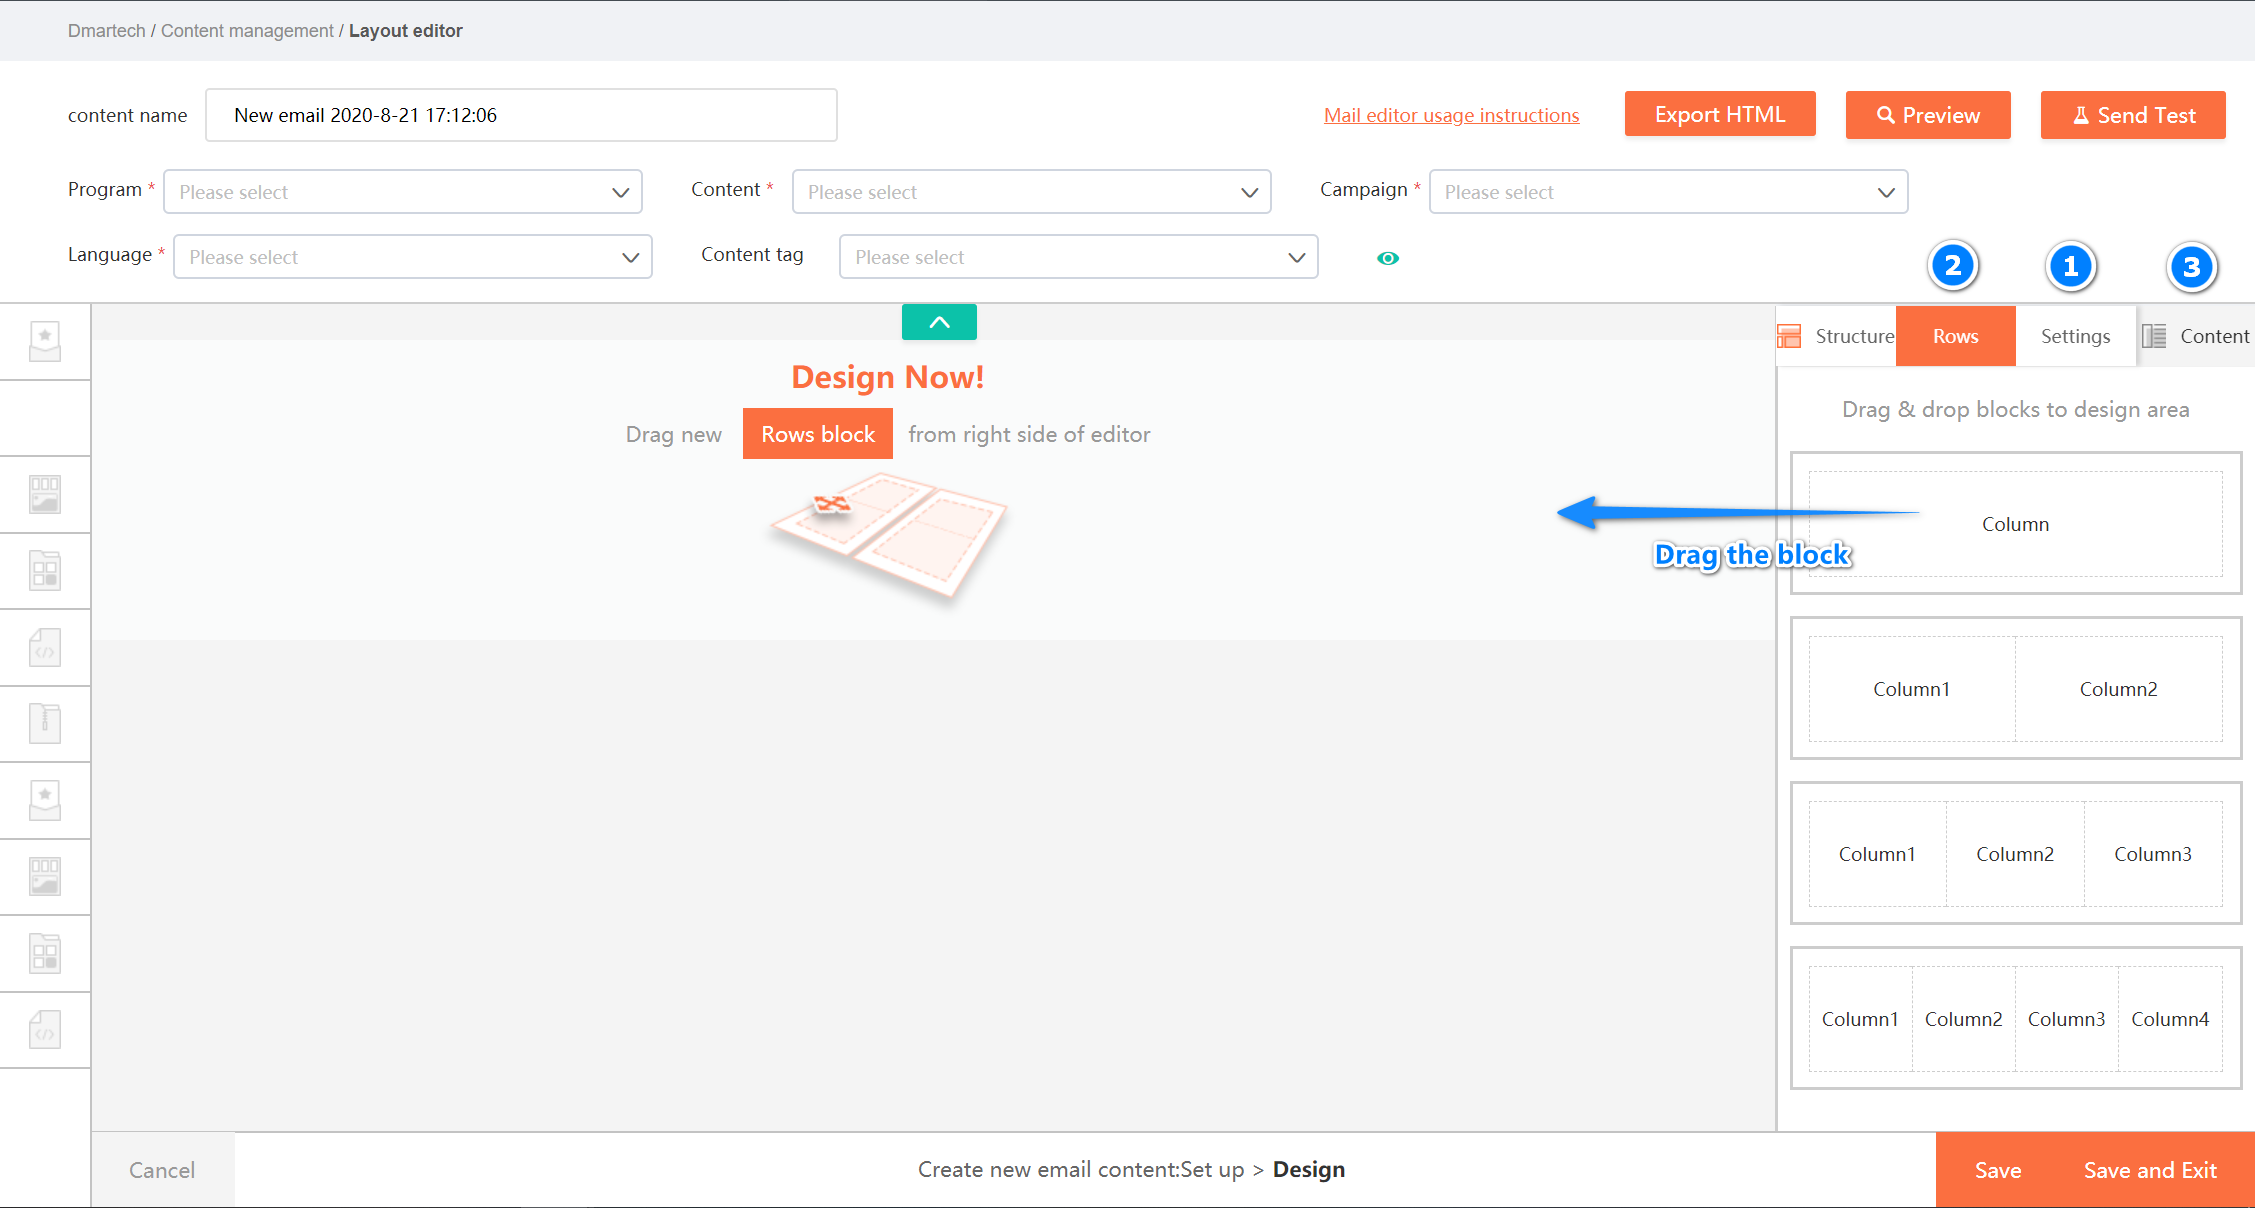 Dmartech / Content management / Layout editor
content name
New email 2020-8-21 17:12:06
Mail editor usage instructions
Export HTML
Preview
Send Test
Program * Please select
Content * Please select
Campaign * Please select
Language * Please select
Content tag Please select
2
1
3
Structure
Rows
Settings
Content
Design Now!
Drag new Rows block from right side of editor
Drag & drop blocks to design area
Column
Drag the block
Column1 Column2
Column1 Column2 Column3
Column1 Column2 Column3 Column4
Cancel
Create new email content:Set up > Design
Save
Save and Exit